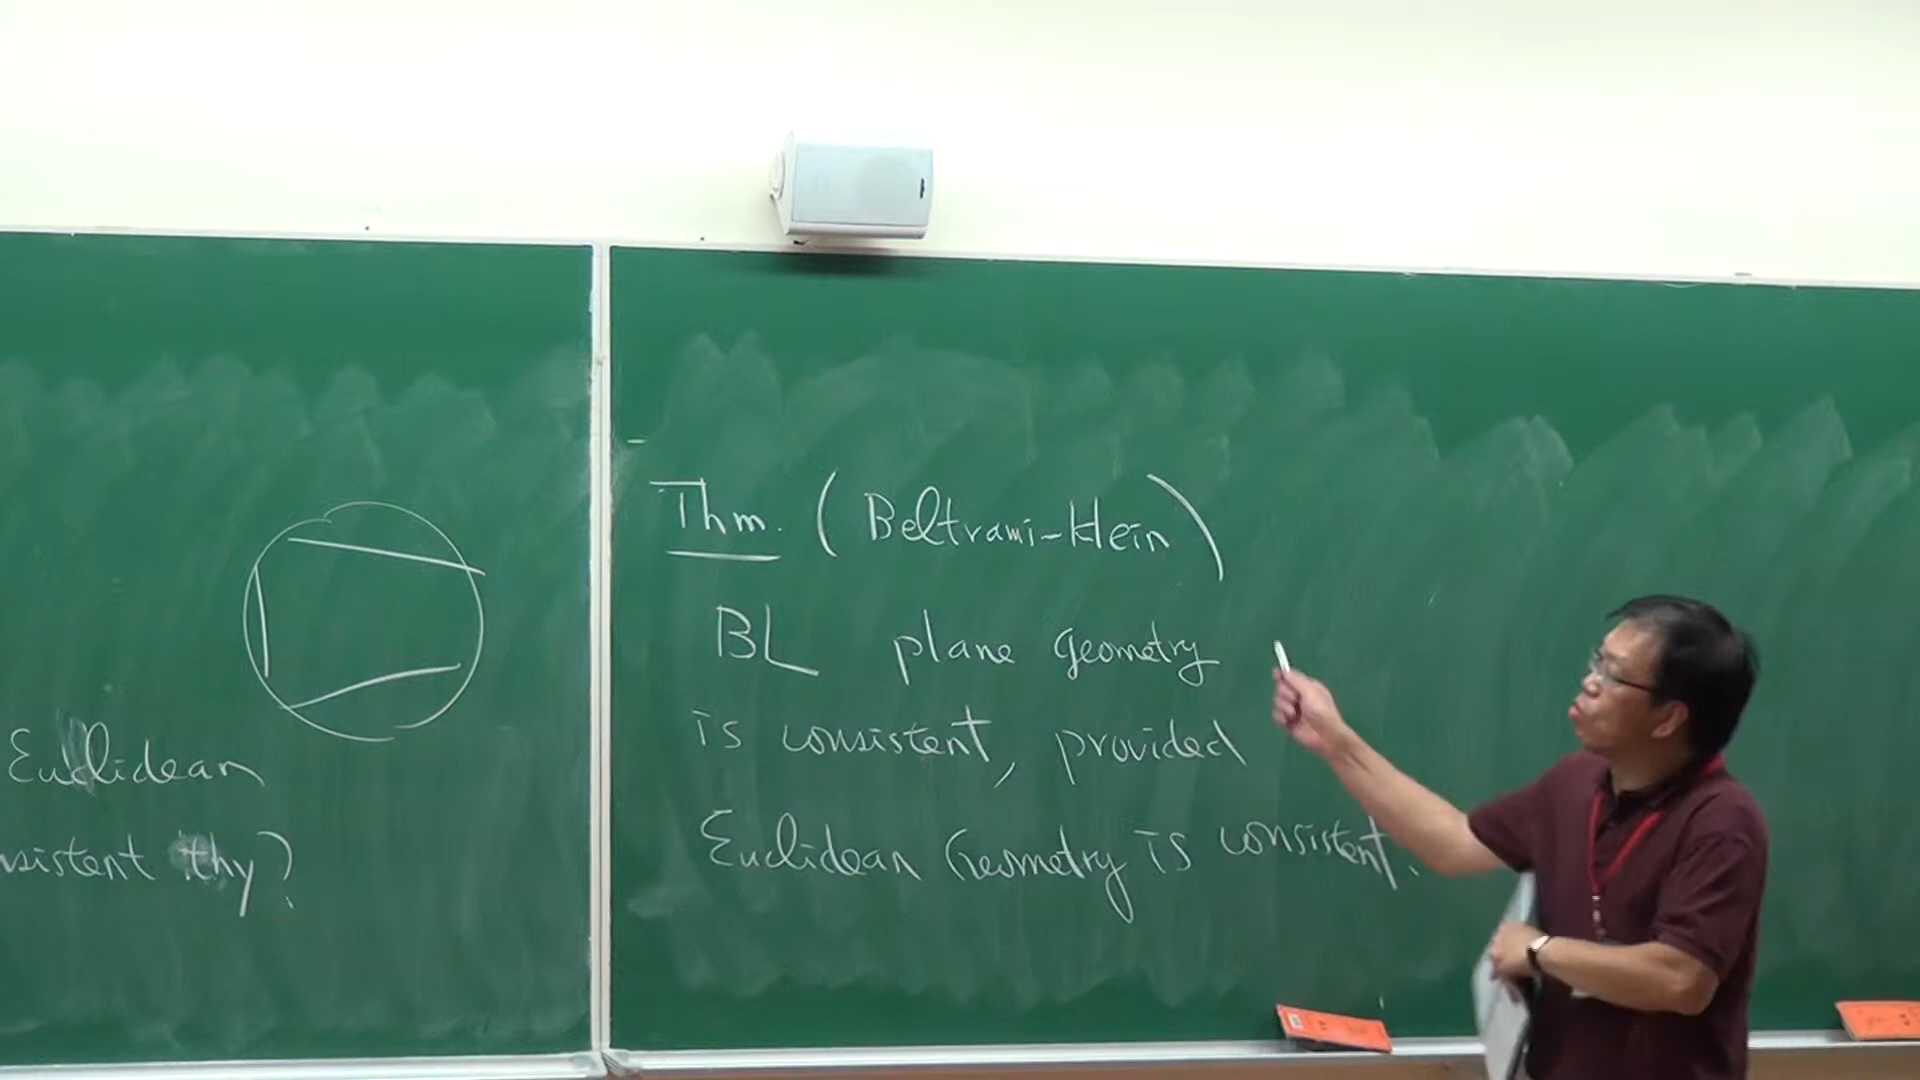 Euclidean
nsistent thy?
Thm. (Beltrami-Klein)
BL plane geometry
is consistent, provided
Euclidean Geometry is consistent.